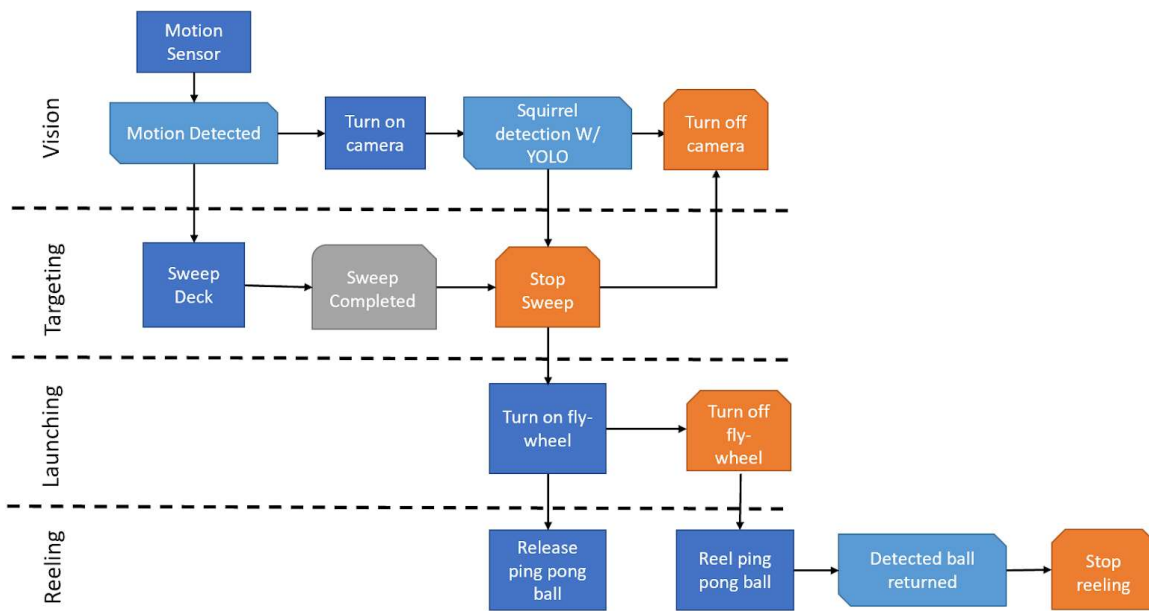 Vision
Motion
Sensor
Motion Detected
Turn on
camera
Squirrel
detection W/
YOLO
Turn off
camera
Targeting
Sweep
Deck
Sweep
Completed
Stop
Sweep
Launching
Turn on fly-
wheel
Turn off
fly-
wheel
Reeling
Release
ping pong
ball
Reel ping
pong ball
Detected ball
returned
Stop
reeling